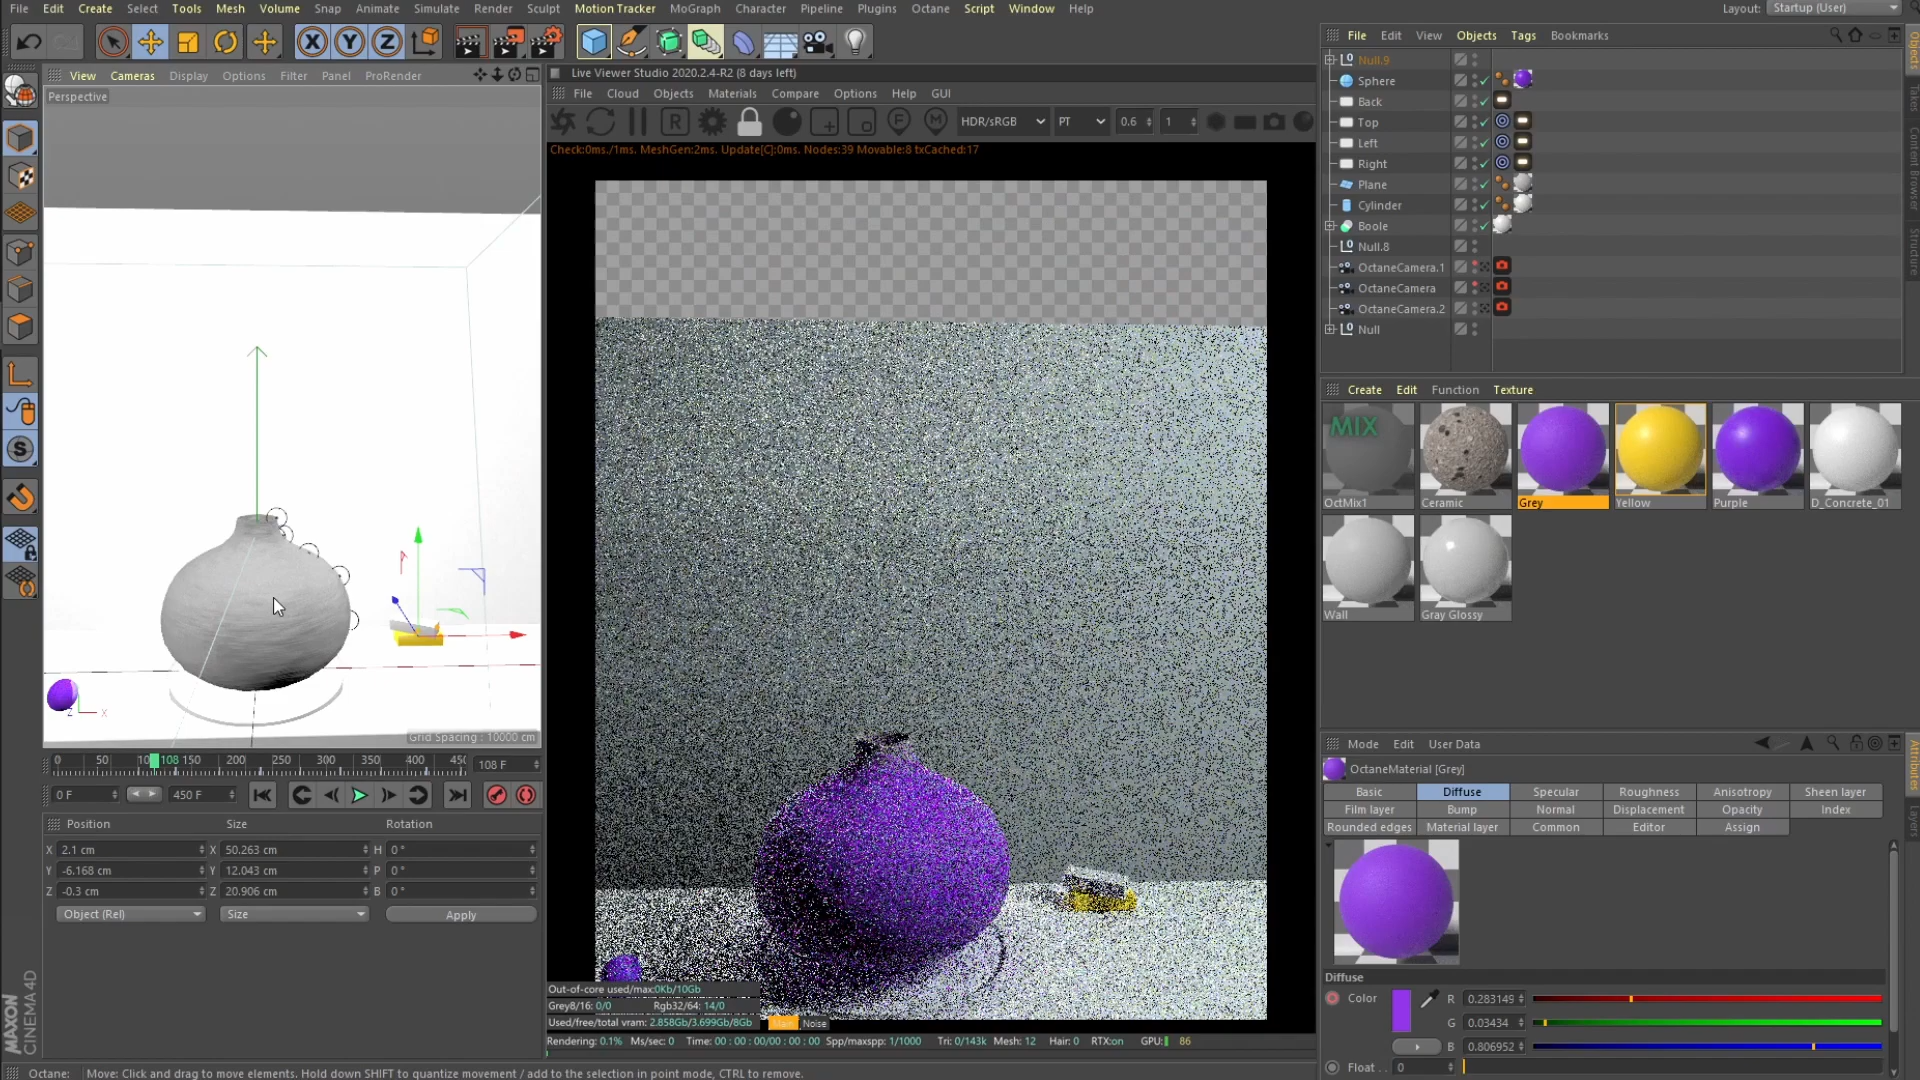 File Edit Create Select Tools Mesh Volume Snap Animate Simulate Render Sculpt Motion Tracker MoGraph Character Pipeline Plugins Octane Script Window Help Layout: Startup (User)
View Cameras Display Options Filter Panel ProRender
Perspective
Grid Spacing : 10000 cm
Z X
0 50 108 150 200 250 300 350 400 108 F
0 F 450 F
Position Size Rotation
X 2.1 cm X 50.263 cm H 0 °
Y -6.168 cm Y 12.043 cm P 0 °
Z -0.3 cm Z 20.906 cm B 0 °
Object (Rel) Size Apply
MAXON
CINEMA 4D
Live Viewer Studio 2020.2.4-R2 (8 days left)
File Cloud Objects Materials Compare Options Help GUI
HDR/sRGB PT 0.6 1
Check:0ms./1ms. MeshGen:2ms. Update[C]:0ms. Nodes:39 Movable:8 txCached:17
Out-of-core used/max:0Kb/10Gb
Grey8/16: 0/0 Rgb32/64: 14/0
Used/free/total vram: 2.858Gb/3.699Gb/8Gb Main Noise
Rendering: 0.1% Ms/sec: 0 Time: 00 : 00 : 00/00 : 00 : 00 Spp/maxspp: 1/1000 Tri: 0/143k Mesh: 12 Hair: 0 RTX:on GPU: 86
File Edit View Objects Tags Bookmarks
Null.9
Sphere
Back
Top
Left
Right
Plane
Cylinder
Boole
Null.8
OctaneCamera.1
OctaneCamera
OctaneCamera.2
Null
Objects
Takes
Content Browser
Structure
Create Edit Function Texture
MIX
OctMix1 Ceramic Grey Yellow Purple D_Concrete_01
Wall Gray Glossy
Mode Edit User Data
OctaneMaterial [Grey]
Basic Diffuse Specular Roughness Anisotropy Sheen layer
Film layer Bump Normal Displacement Opacity Index
Rounded edges Material layer Common Editor Assign
Diffuse
Color R 0.283149
G 0.03434
B 0.806952
Float . . 0
Attributes
Layers
Octane: Move: Click and drag to move elements. Hold down SHIFT to quantize movement / add to the selection in point mode, CTRL to remove.